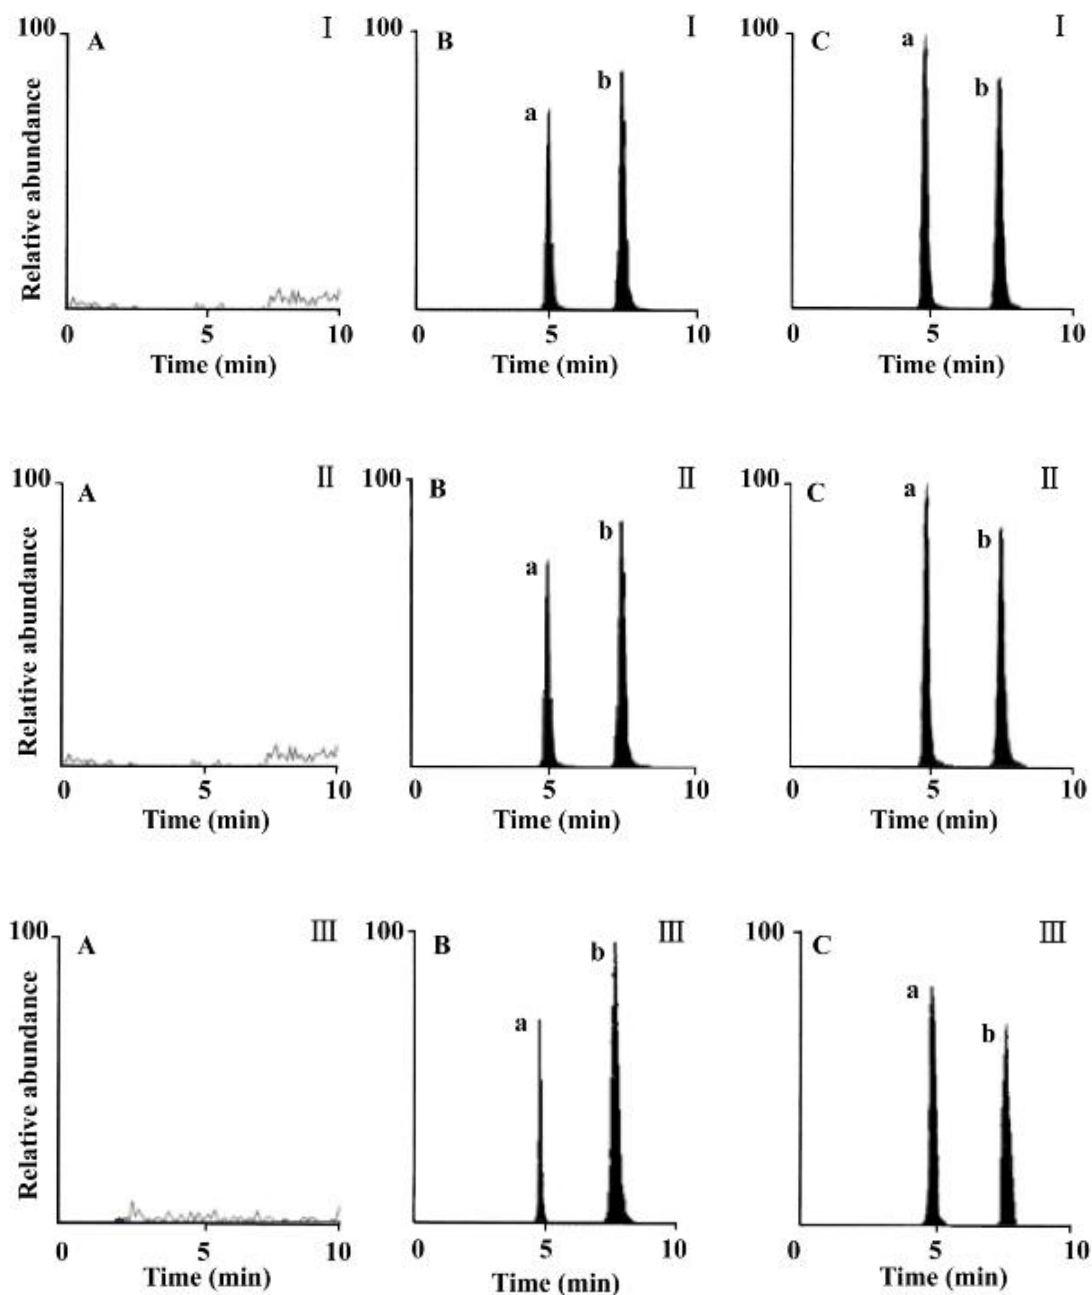 100 A Ⅰ
a
b
Relative abundance
0 5 10
Time (min)
100 B Ⅰ
a
b
0 5 10
Time (min)
C Ⅰ
100
a
b
0 5 10
Time (min)
100 A Ⅱ
Relative abundance
0 5 10
Time (min)
100 B Ⅱ
a
b
0 5 10
Time (min)
100 C Ⅱ
a
b
0 5 10
Time (min)
100 A Ⅲ
Relative abundance
0 5 10
Time (min)
100 B Ⅲ
a
b
0 5 10
Time (min)
100 C Ⅲ
a
b
0 5 10
Time (min)